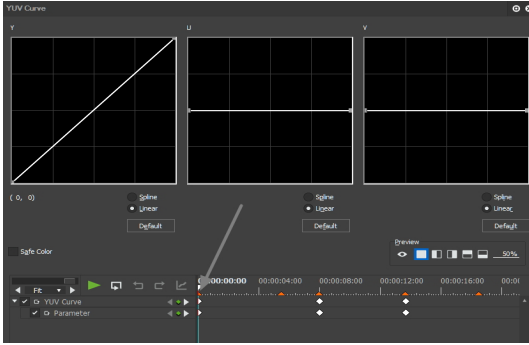 YUV Curve
Y
U
V
( 0, 0)
Spline
Linear
Default
Spline
Linear
Default
Spline
Linear
Default
Safe Color
Preview
50%
Fit
00:00:00:00 00:00:04:00 00:00:08:00 00:00:12:00 00:00:16:00 00:00
YUV Curve
Parameter